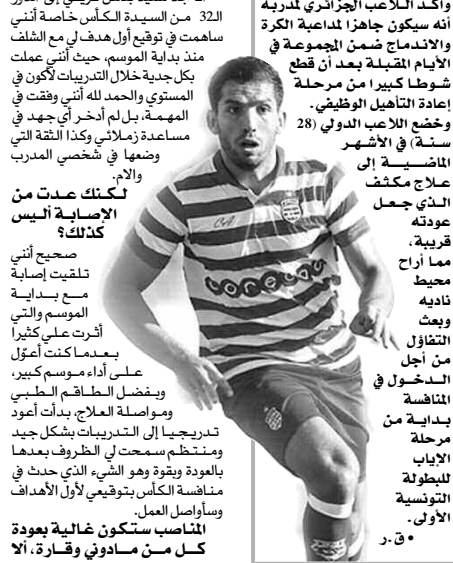 وأكد اللاعب الجزائري لمدربه
أنه سيكون جاهزا لمداعبة الكرة
والاندماج ضمن المجموعة في
الأيام المقبلة بعد أن قطع
شوطا كبيرا من مرحلة
إعادة التأهيل الوظيفي.
وخضع اللاعب الدولي (28
سنة) في الأشهر
الماضية إلى
علاج مكثف
الذي جعل
عودته
قريبة،
مما أراح
محيط
ناديه
وبعث
التفاؤل
من أجل
الدخول في
المنافسة
بداية من
مرحلة
الإياب
للبطولة
التونسية
الأولى.
• ق.ر
الـ32 من السيدة الكأس خاصة أنني
ساهمت في توقيع أول هدف لي مع الشلف
منذ بداية الموسم، حيث أنني عملت
بكل جدية خلال التدريبات لأكون في
المستوى والحمد لله أنني وفقت في
المهمة، بل لم أدخر أي جهد في
مساعدة زملائي وكذا الثقة التي
وضعها في شخصي المدرب
والام.
لكنك عدت من
الإصابة أليس
كذلك؟
صحيح أنني
تلقيت إصابة
مع بداية
الموسم والتي
أثرت علي كثيرا
بعدما كنت أعوّل
على أداء موسم كبير،
وبفضل الطاقم الطبي
ومواصلة العلاج، بدأت أعود
تدريجيا إلى التدريبات بشكل جيد
ومنتظم سمحت لي الظروف بعدها
بالعودة وبقوة وهو الشيء الذي حدث في
منافسة الكأس بتوقيعي لأول الأهداف
وسأواصل العمل.
المناصب ستكون غالية بعودة
كل من مادوني وقارة، ألا